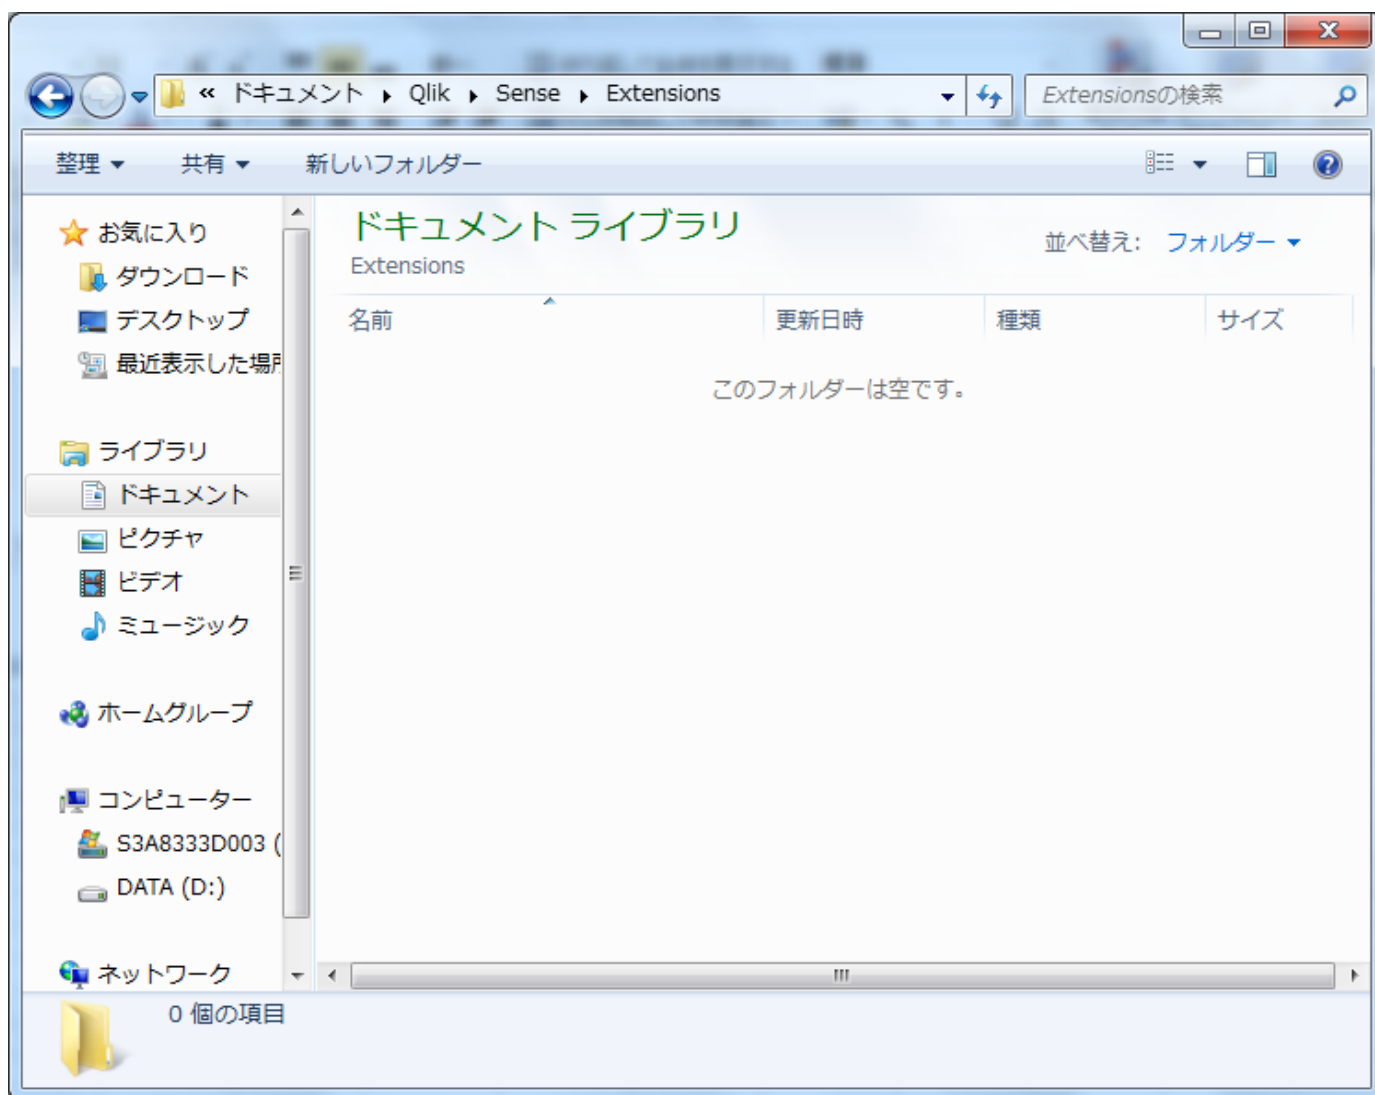 « ドキュメント ▸ Qlik ▸ Sense ▸ Extensions
Extensionsの検索
整理 共有 新しいフォルダー
お気に入り
ダウンロード
デスクトップ
最近表示した場所
ライブラリ
ドキュメント
ピクチャ
ビデオ
ミュージック
ホームグループ
コンピューター
S3A8333D003 (
DATA (D:)
ネットワーク
ドキュメント ライブラリ
Extensions
並べ替え: フォルダー
名前 更新日時 種類 サイズ
このフォルダーは空です。
0 個の項目